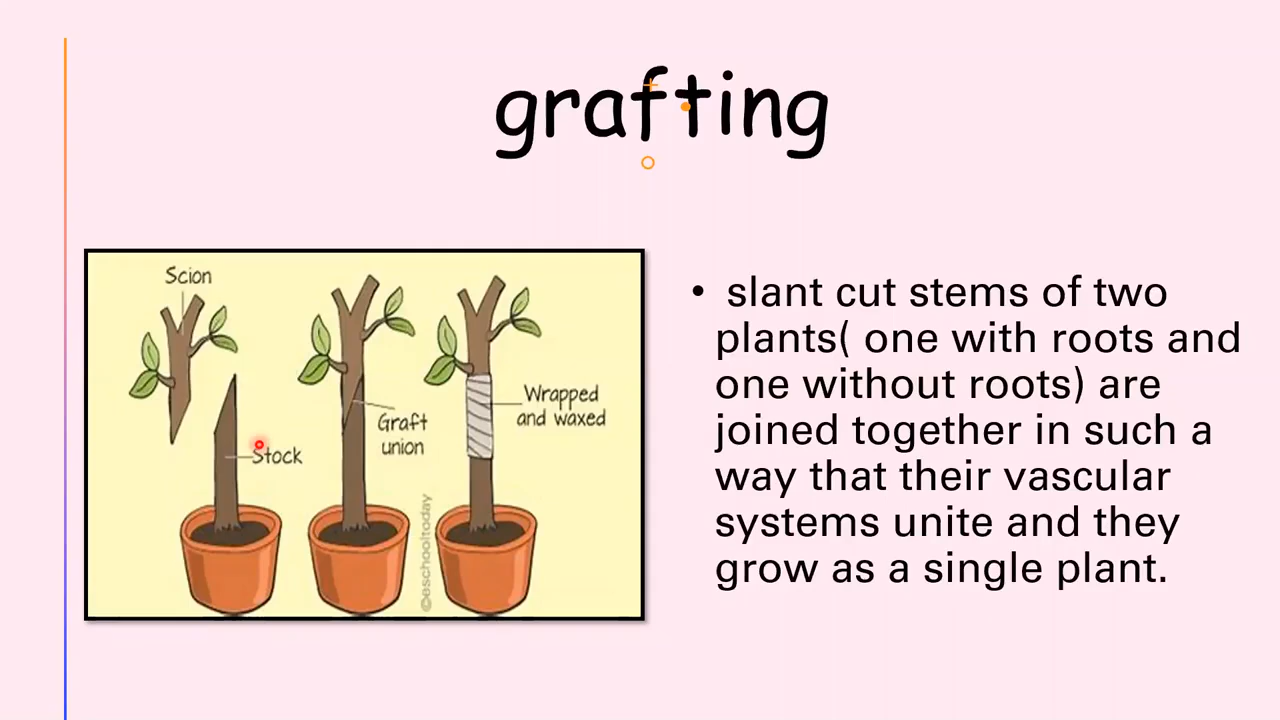 grafting
Scion
Stock
Graft
union
Wrapped
and waxed
©eschooltoday
• slant cut stems of two
plants( one with roots and
one without roots) are
joined together in such a
way that their vascular
systems unite and they
grow as a single plant.